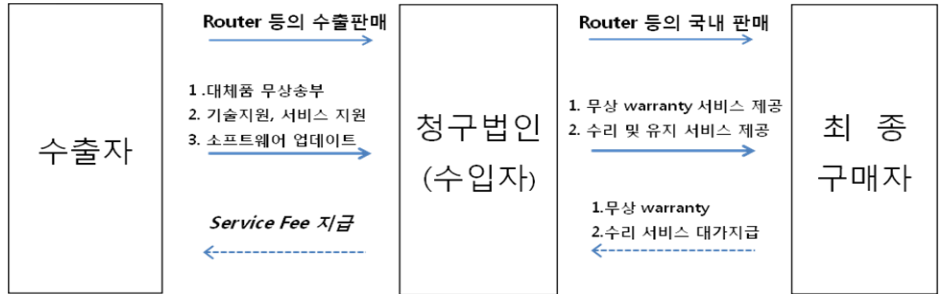 수출자
Router 등의 수출판매
1 .대체품 무상송부
2. 기술지원, 서비스 지원
3. 소프트웨어 업데이트
Service Fee 지급
청구법인
(수입자)
Router 등의 국내 판매
1. 무상 warranty 서비스 제공
2. 수리 및 유지 서비스 제공
1.무상 warranty
2.수리 서비스 대가지급
최 종
구매자